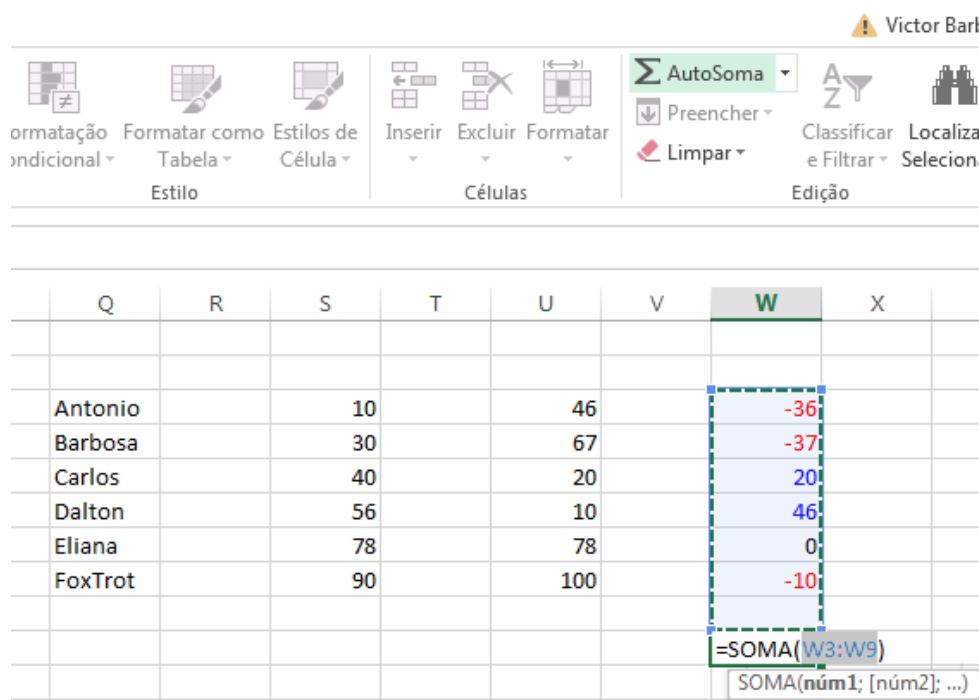 Victor Barb
AutoSoma
Preencher
Limpar
ormatação Formatar como Estilos de Inserir Excluir Formatar Classificar Localiza
ondicional Tabela Célula e Filtrar Selecion
Estilo Células Edição
Q R S T U V W X
Antonio 10 46 -36
Barbosa 30 67 -37
Carlos 40 20 20
Dalton 56 10 46
Eliana 78 78 0
FoxTrot 90 100 -10
=SOMA(W3:W9)
SOMA(núm1; [núm2]; ...)